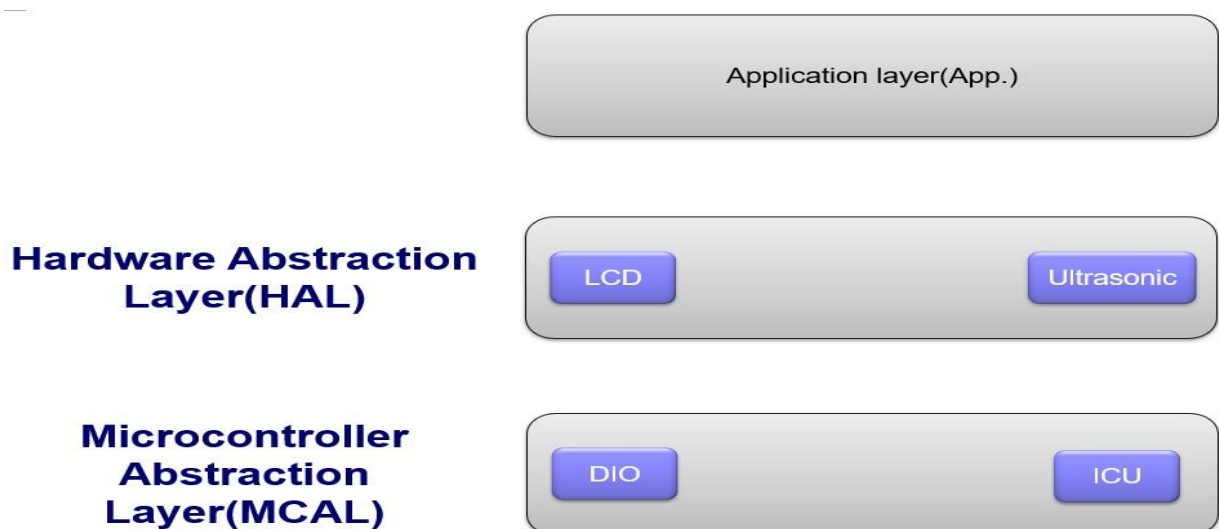 Application layer(App.)
Hardware Abstraction
Layer(HAL)
LCD
Ultrasonic
Microcontroller
Abstraction
Layer(MCAL)
DIO
ICU